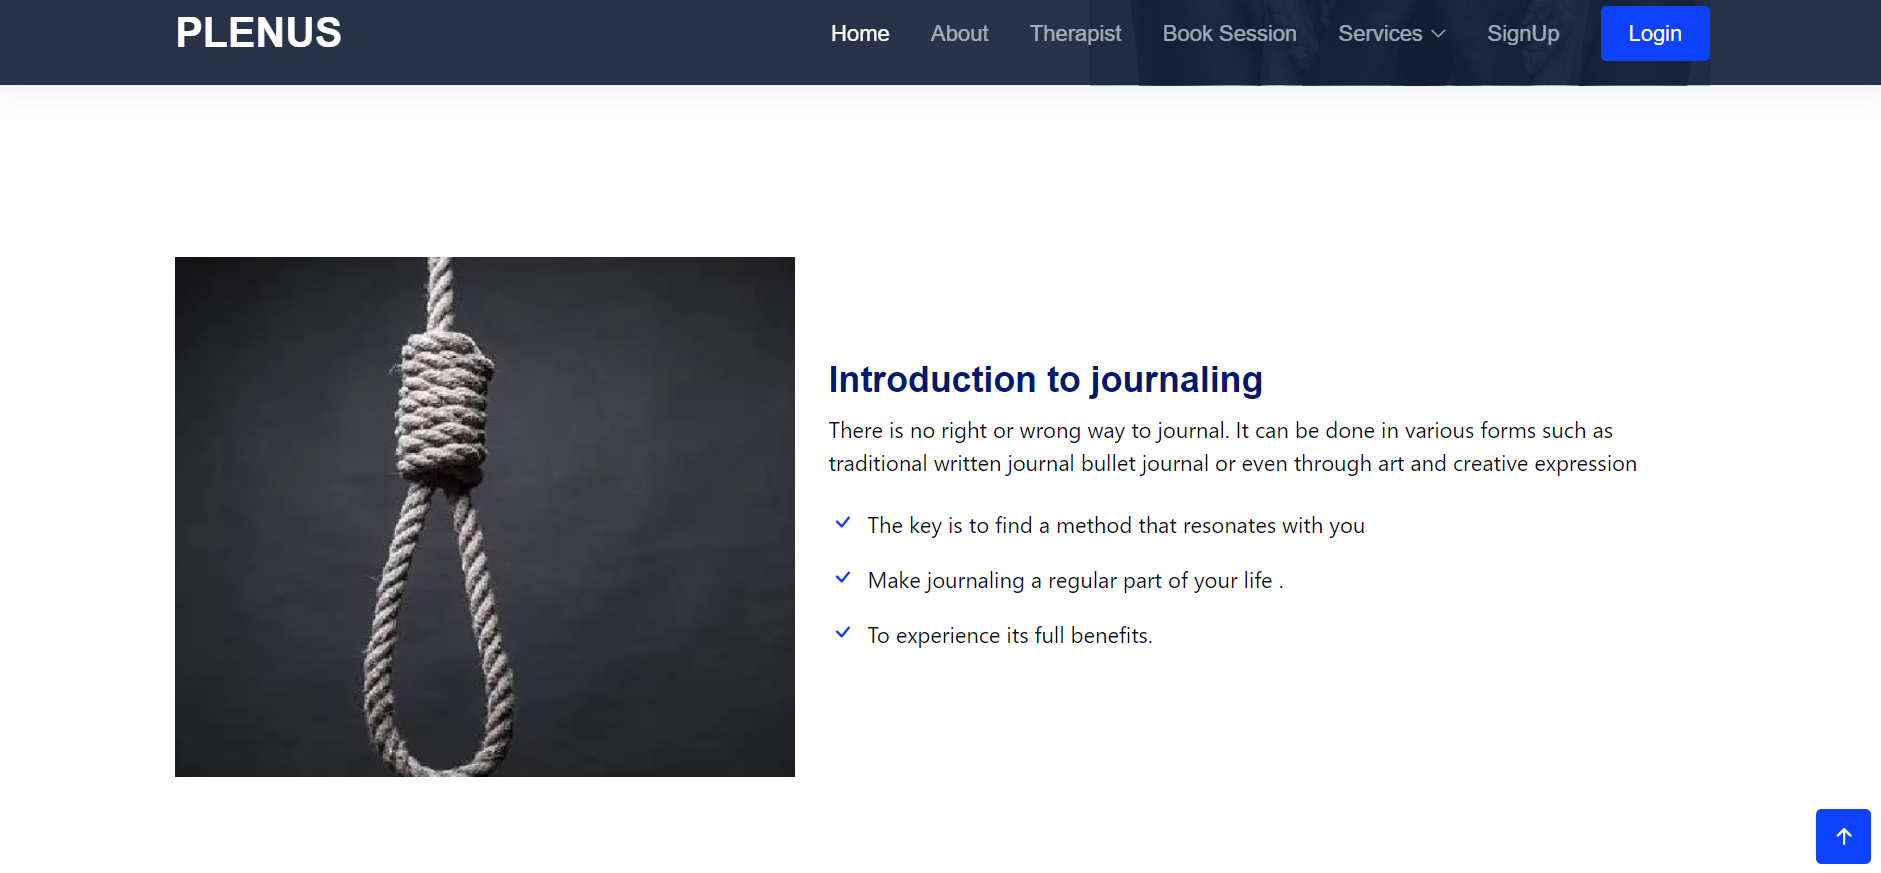 PLENUS
Home About Therapist Book Session Services SignUp Login
Introduction to journaling
There is no right or wrong way to journal. It can be done in various forms such as
traditional written journal bullet journal or even through art and creative expression
The key is to find a method that resonates with you
Make journaling a regular part of your life .
To experience its full benefits.